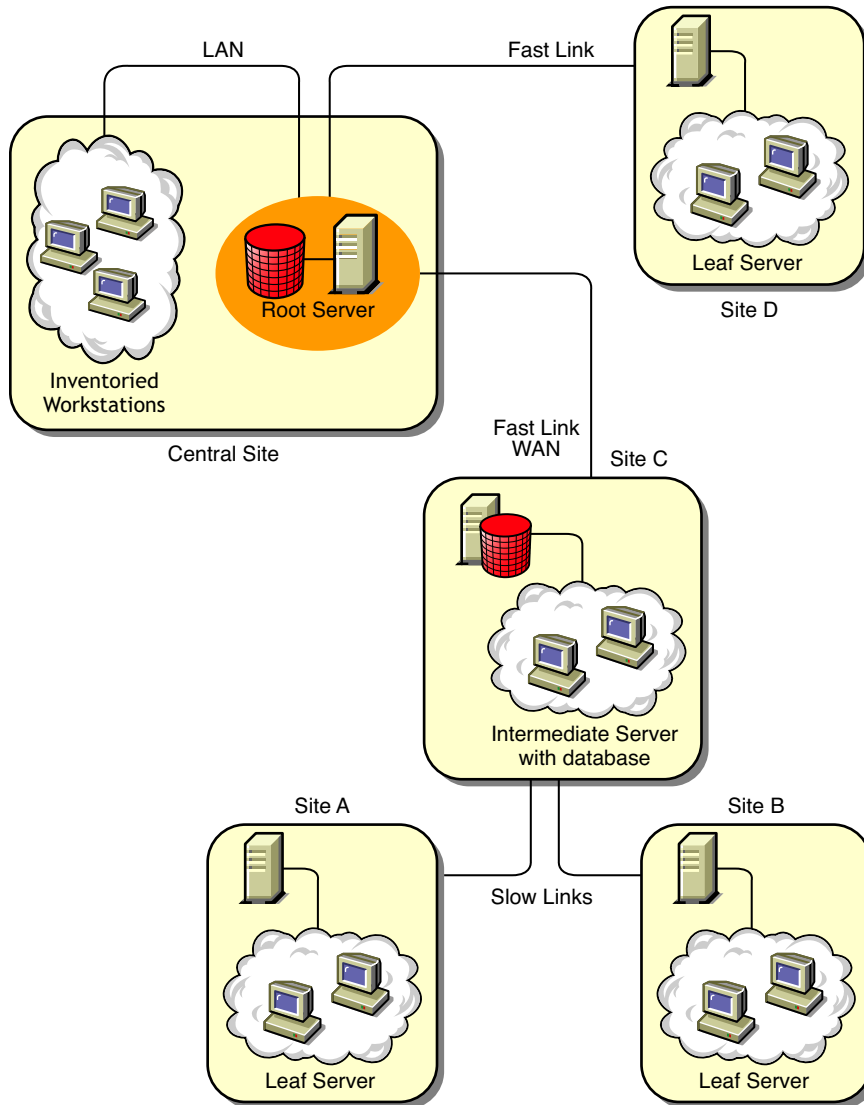 LAN
Fast Link
Leaf Server
Site D
Root Server
Inventoried
Workstations
Central Site
Fast Link
WAN
Site C
Intermediate Server
with database
Site A
Site B
Slow Links
Leaf Server
Leaf Server